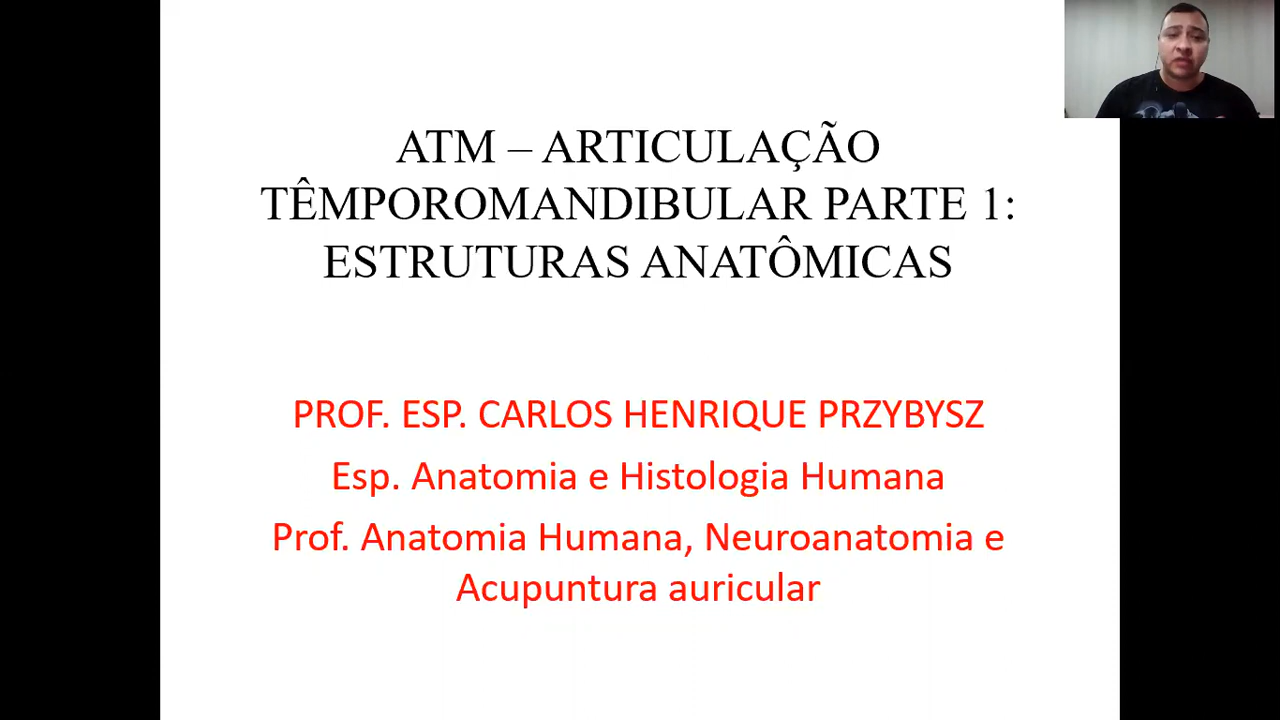 ATM – ARTICULAÇÃO
TÊMPOROMANDIBULAR PARTE 1:
ESTRUTURAS ANATÔMICAS
PROF. ESP. CARLOS HENRIQUE PRZYBYSZ
Esp. Anatomia e Histologia Humana
Prof. Anatomia Humana, Neuroanatomia e
Acupuntura auricular